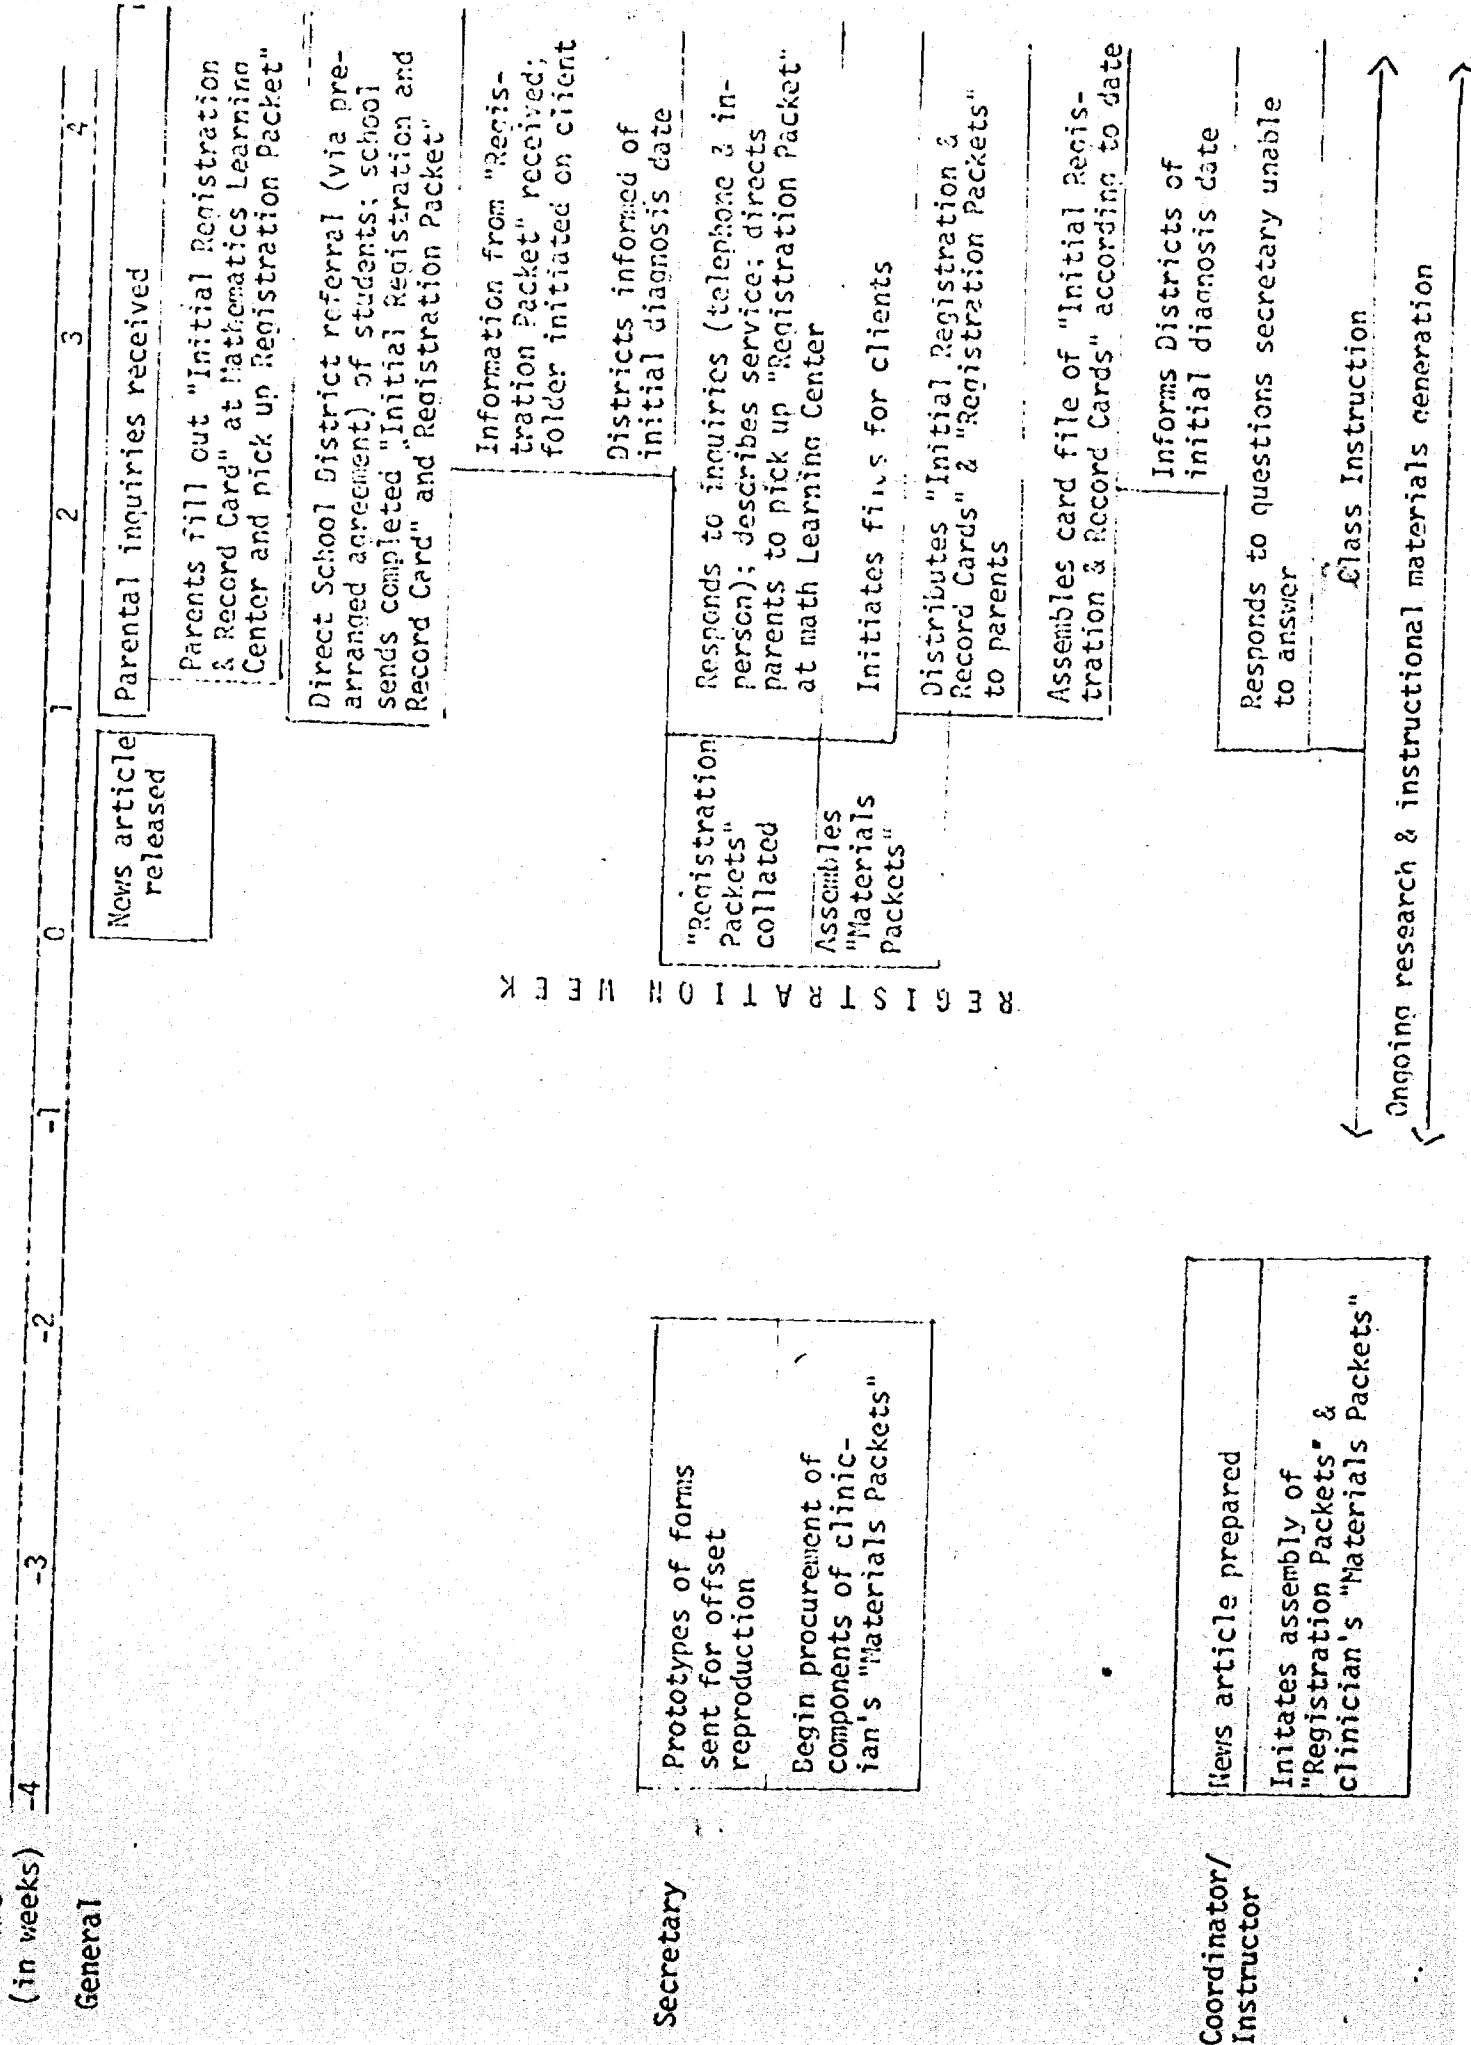 (in weeks) -4 -3 -2 -1 0 1 2 3 4
General
News article
released
Parental inquiries received
Parents fill out "Initial Registration
& Record Card" at Mathematics Learning
Center and pick up Registration Packet"
Direct School District referral (via pre-
arranged agreement) of students; school
sends completed "Initial Registration and
Record Card" and Registration Packet"
Information from "Regis-
tration Packet" received;
folder initiated on client
Districts informed of
initial diagnosis date
REGISTRATION WEEK
Secretary
Prototypes of forms
sent for offset
reproduction
Begin procurement of
components of clinic-
ian's "Materials Packets"
"Registration
Packets"
collated
Assembles
"Materials
Packets"
Responds to inquiries (telephone & in-
person); describes service; directs
parents to pick up "Registration Packet"
at math Learning Center
Initiates files for clients
Distributes "Initial Registration &
Record Cards" & "Registration Packets"
to parents
Assembles card file of "Initial Regis-
tration & Record Cards" according to date
Coordinator/
Instructor
News article prepared
Initates assembly of
"Registration Packets" &
clinician's "Materials Packets"
Informs Districts of
initial diagnosis date
Responds to questions secretary unable
to answer
Class Instruction
Ongoing research & instructional materials generation